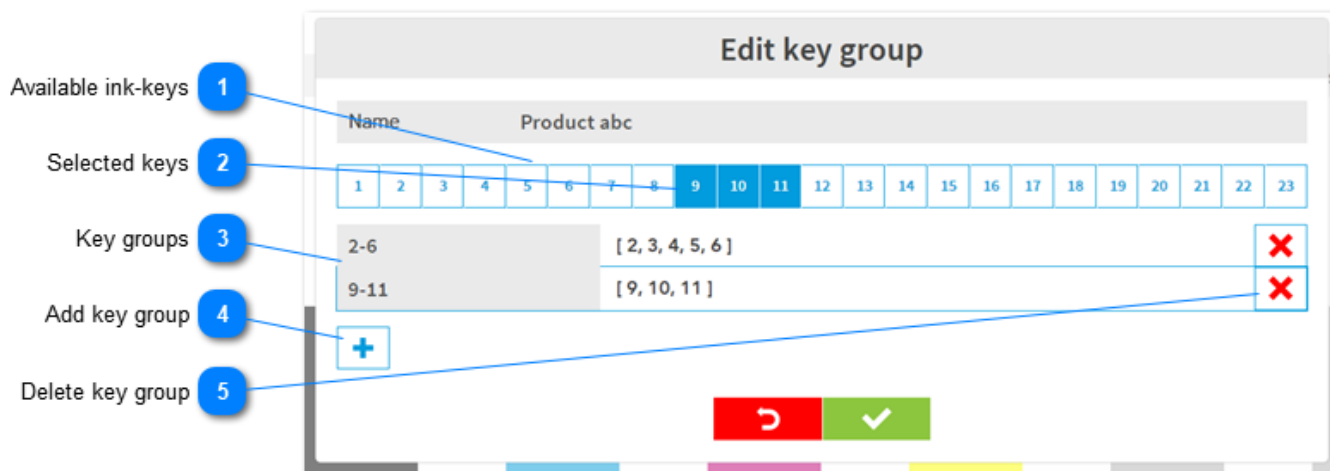 Edit key group
Available ink-keys 1
Name Product abc
Selected keys 2
1 2 3 4 5 6 7 8 9 10 11 12 13 14 15 16 17 18 19 20 21 22 23
Key groups 3
2-6 [ 2, 3, 4, 5, 6 ]
9-11 [ 9, 10, 11 ]
Add key group 4
Delete key group 5